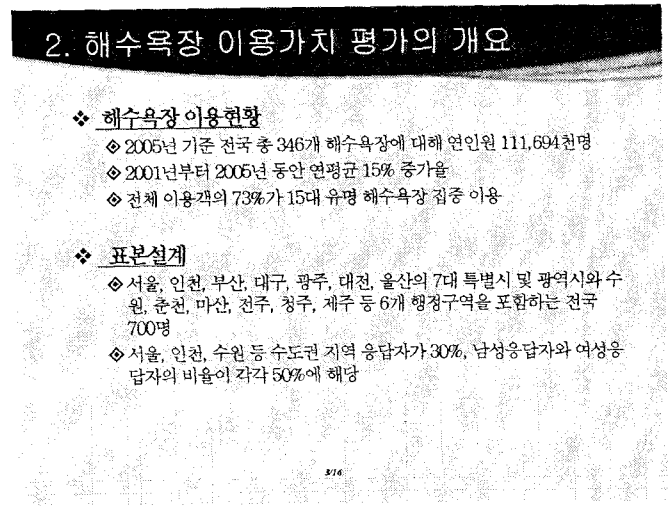 2. 해수욕장 이용가치 평가의 개요
❖ 해수욕장 이용현황
◈ 2005년 기준 전국 총 346개 해수욕장에 대해 연인원 111,694천명
◈ 2001년부터 2005년 동안 연평균 15% 증가율
◈ 전체 이용객의 73%가 15대 유명 해수욕장 집중 이용
❖ 표본설계
◈ 서울, 인천, 부산, 대구, 광주, 대전, 울산의 7대 특별시 및 광역시와 수
원, 춘천, 마산, 전주, 청주, 제주 등 6개 행정구역을 포함하는 전국
700명
◈ 서울, 인천, 수원 등 수도권 지역 응답자가 30%, 남성응답자와 여성응
답자의 비율이 각각 50%에 해당
3/16